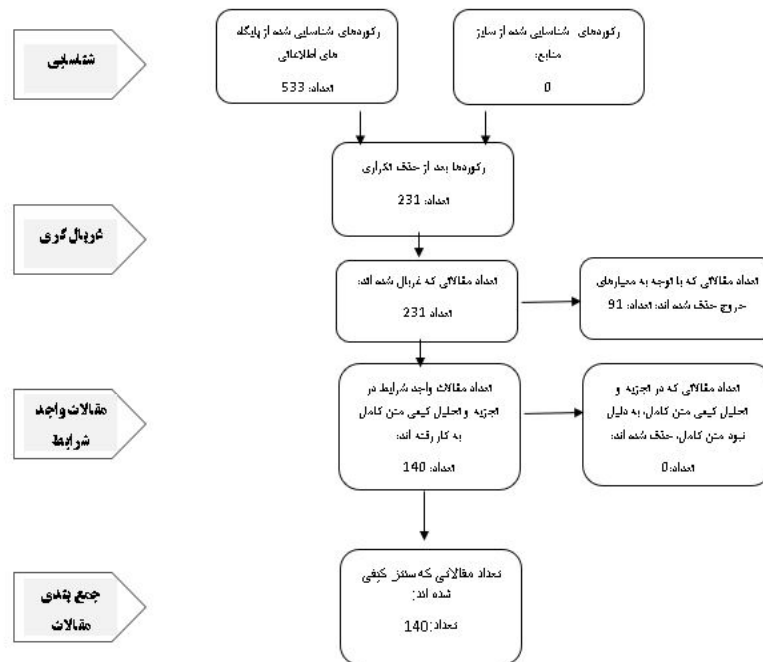 شناسایی
رکوردهای شناسایی شده از پایگاه
های اطلاعاتی
تعداد: 533
رکوردهای شناسایی شده از سایر
منابع:
0
رکوردها بعد از حذف تکراری
تعداد: 231
غربال گری
تعداد مقالاتی که غربال شده اند:
تعداد 231
تعداد مقالاتی که با توجه به معیارهای
خروج حذف شده اند: تعداد: 91
مقالات واجد
شرایط
تعداد مقالات واجد شرایط در
تجزیه و تحلیل کیفی متن کامل
به کار رفته اند:
تعداد: 140
تعداد مقالاتی که در تجزیه و
تحلیل کیفی متن کامل، به دلیل
نبود متن کامل، حذف شده اند:
تعداد:0
جمع بندی
مقالات
تعداد مقالاتی که سنتز کیفی
شده اند:
تعداد:140